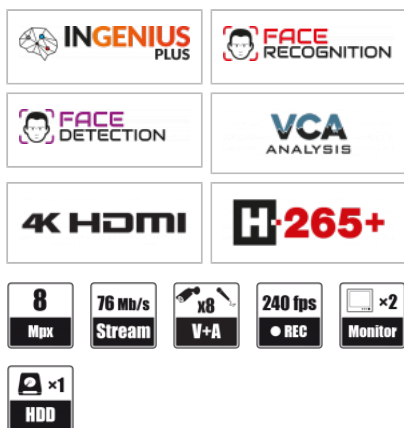 INGENIUS
PLUS
FACE
RECOGNITION
FACE
DETECTION
VCA
ANALYSIS
4K HDMI
H.265+
8
Mpx
76 Mb/s
Stream
x8
V+A
240 fps
REC
×2
Monitor
×1
HDD